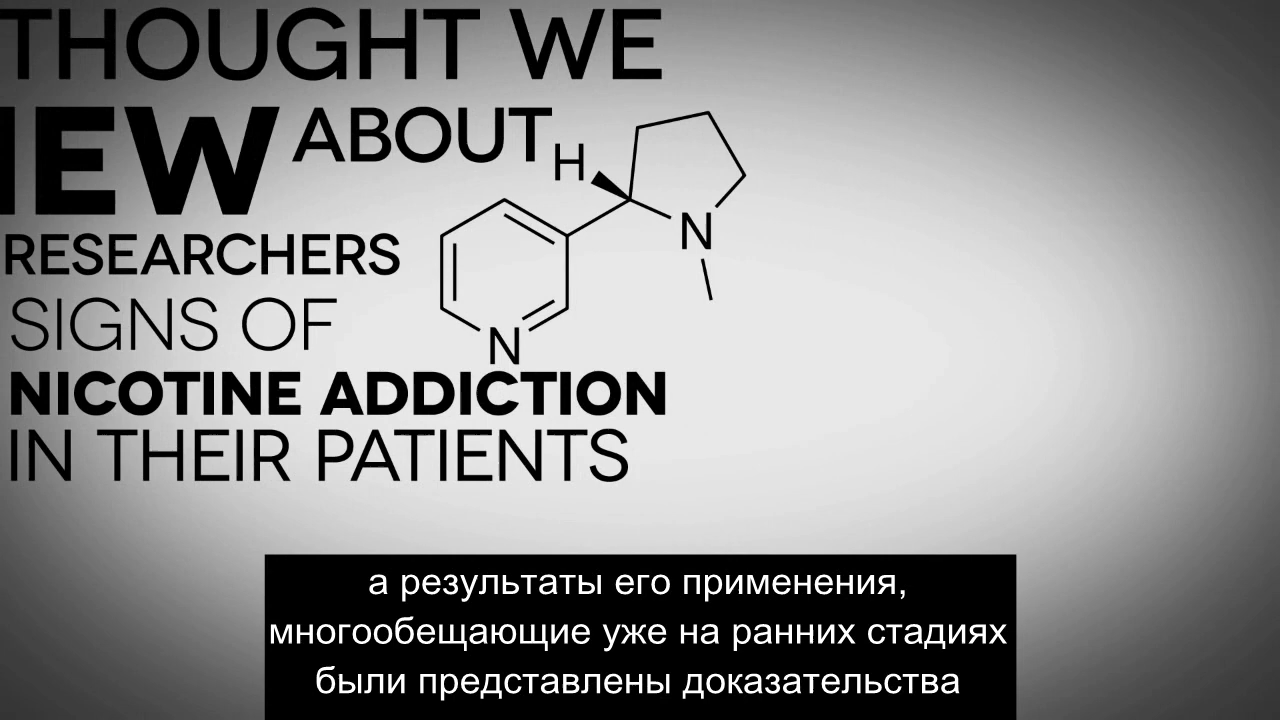 THOUGHT WE
EW ABOUT
RESEARCHERS
SIGNS OF
NICOTINE ADDICTION
IN THEIR PATIENTS
H
N
N
а результаты его применения,
многообещающие уже на ранних стадиях
были представлены доказательства